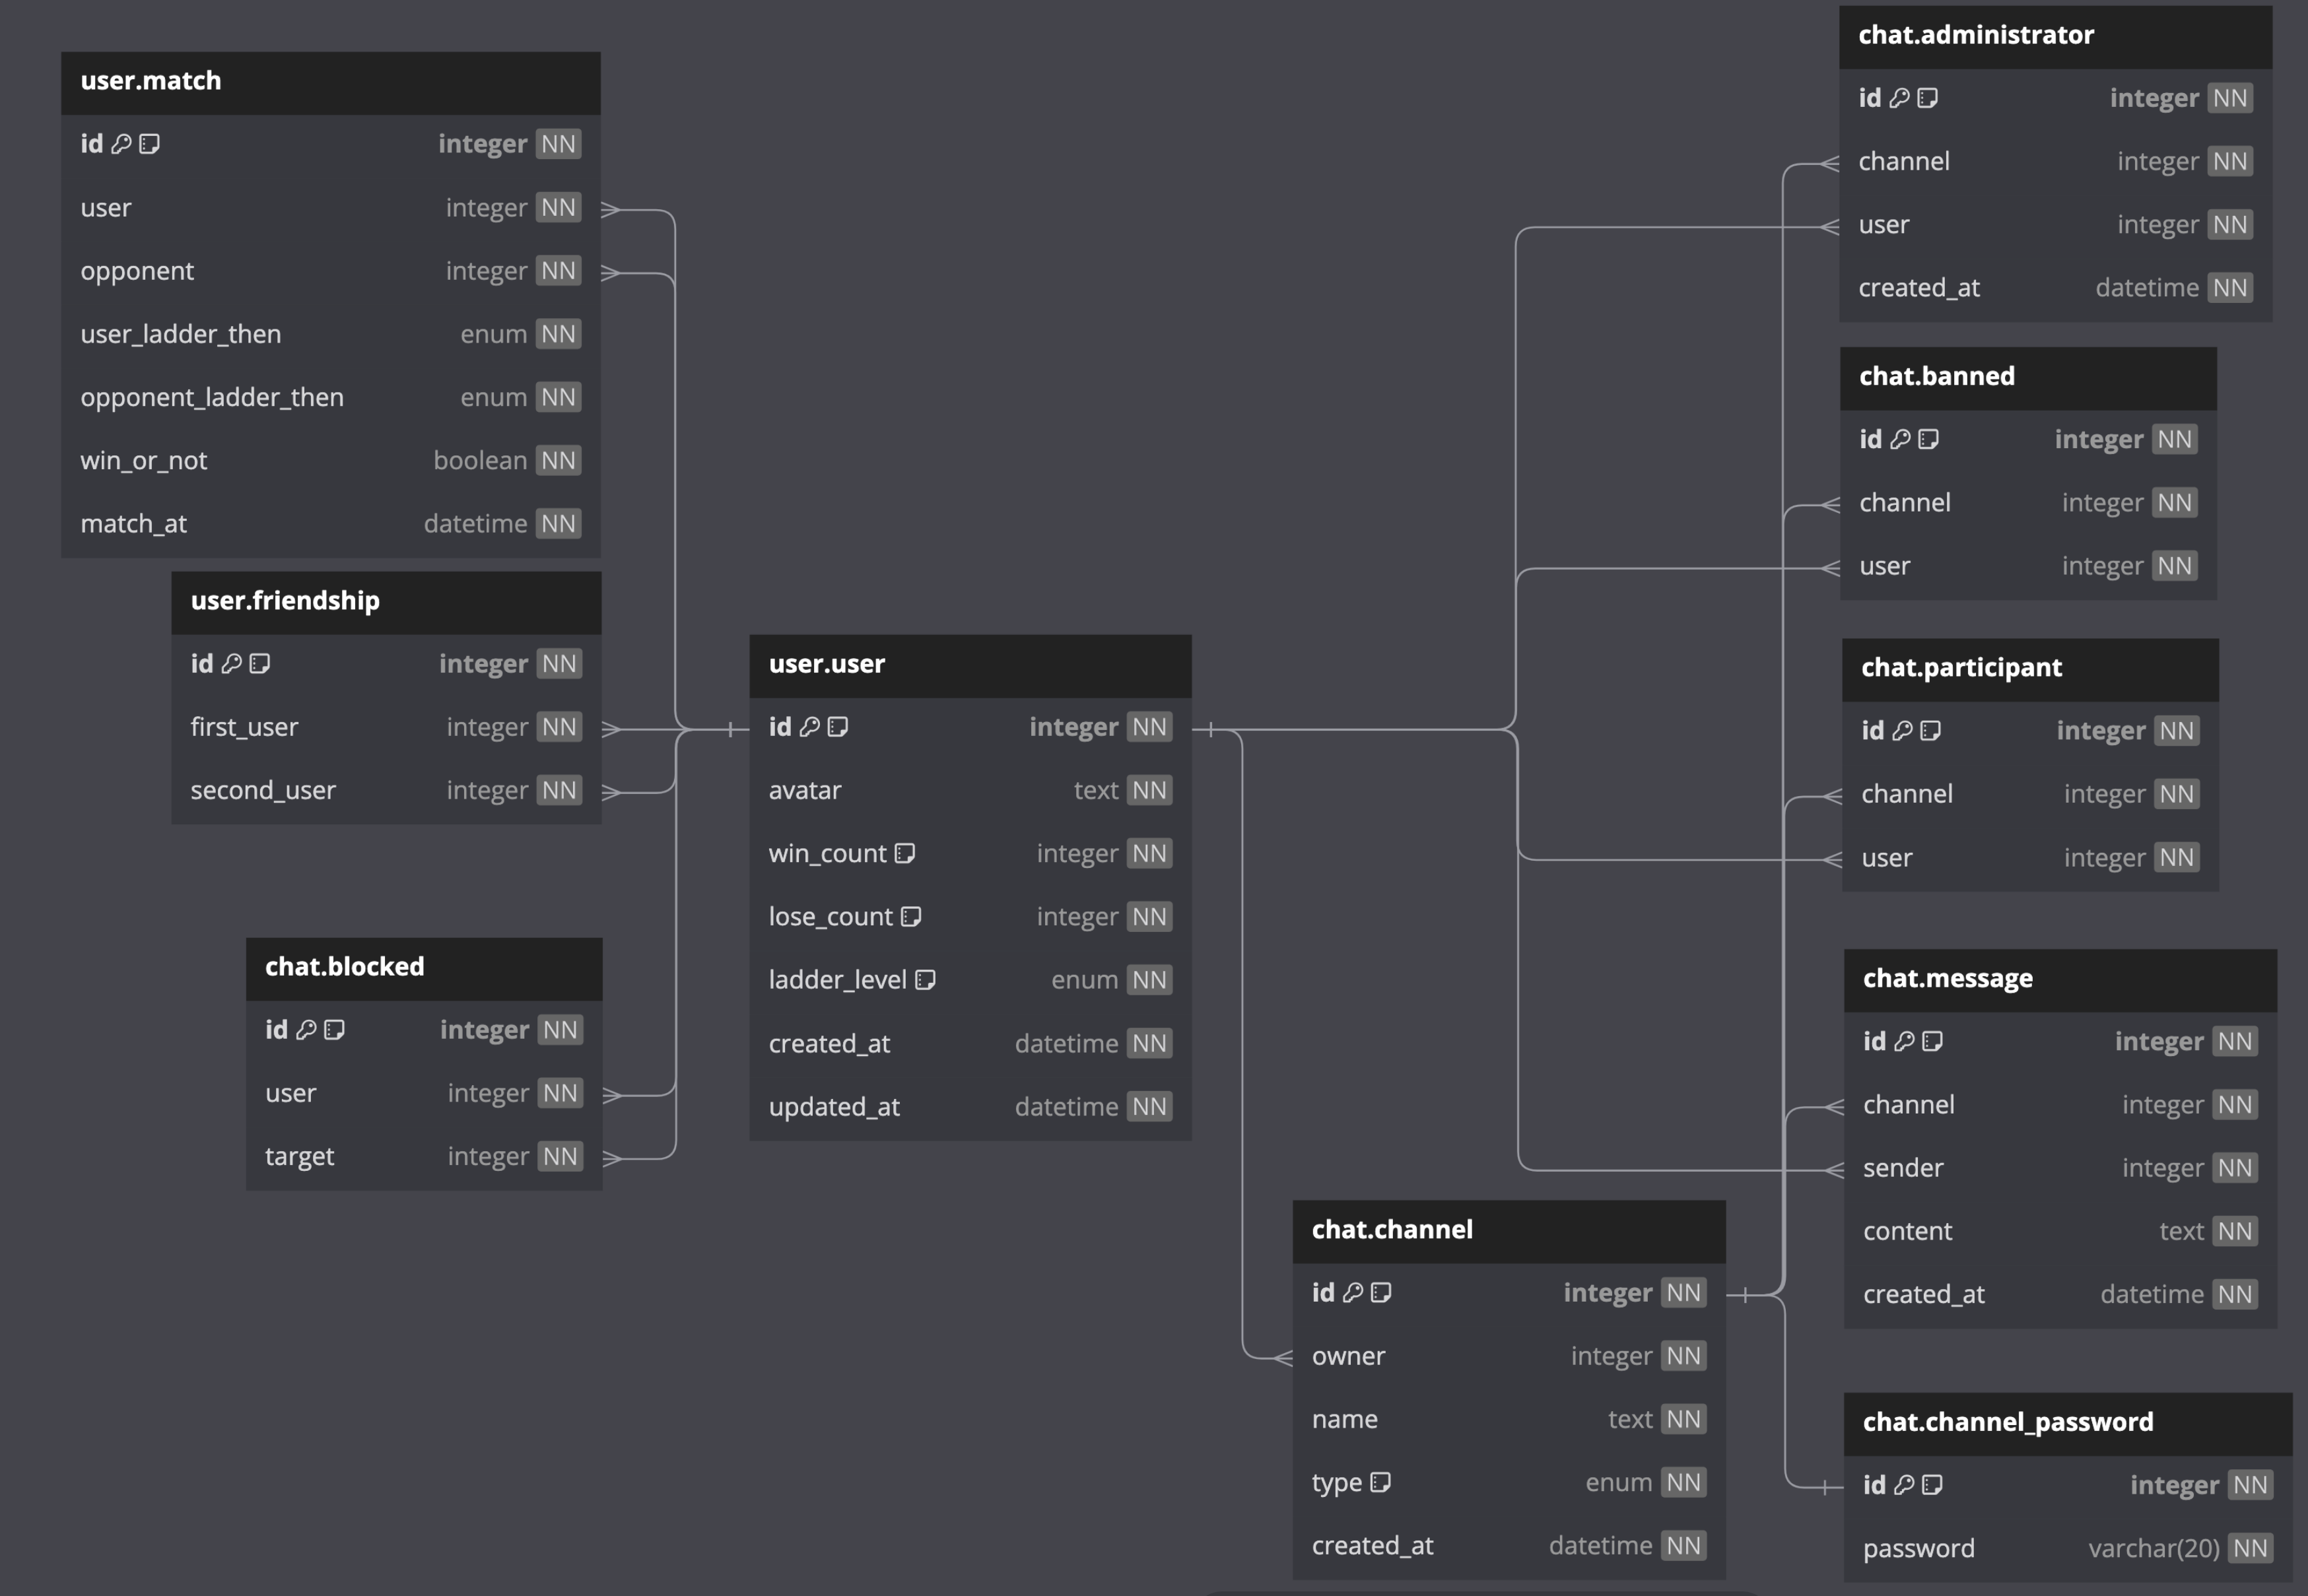 user.match
id integer NN
user integer NN
opponent integer NN
user_ladder_then enum NN
opponent_ladder_then enum NN
win_or_not boolean NN
match_at datetime NN
user.friendship
id integer NN
first_user integer NN
second_user integer NN
chat.blocked
id integer NN
user integer NN
target integer NN
user.user
id integer NN
avatar text NN
win_count integer NN
lose_count integer NN
ladder_level enum NN
created_at datetime NN
updated_at datetime NN
chat.channel
id integer NN
owner integer NN
name text NN
type enum NN
created_at datetime NN
chat.administrator
id integer NN
channel integer NN
user integer NN
created_at datetime NN
chat.banned
id integer NN
channel integer NN
user integer NN
chat.participant
id integer NN
channel integer NN
user integer NN
chat.message
id integer NN
channel integer NN
sender integer NN
content text NN
created_at datetime NN
chat.channel_password
id integer NN
password varchar(20) NN